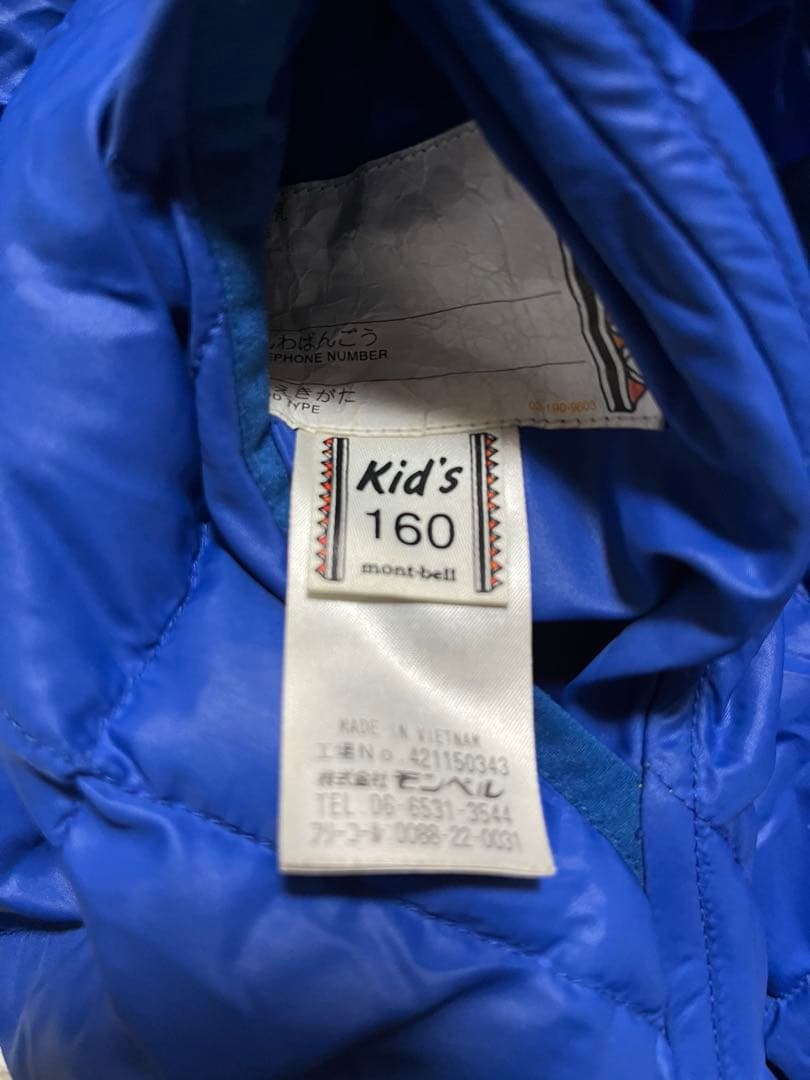 わばんごう
EPHONE NUMBER
えきがた
D TYPE
Kid's
160
mont-bell
MADE IN VIETNAM
工場No. 421150343
株式会社 モンベル
TEL 06-6531-3544
フリーコール 0088-22-0031